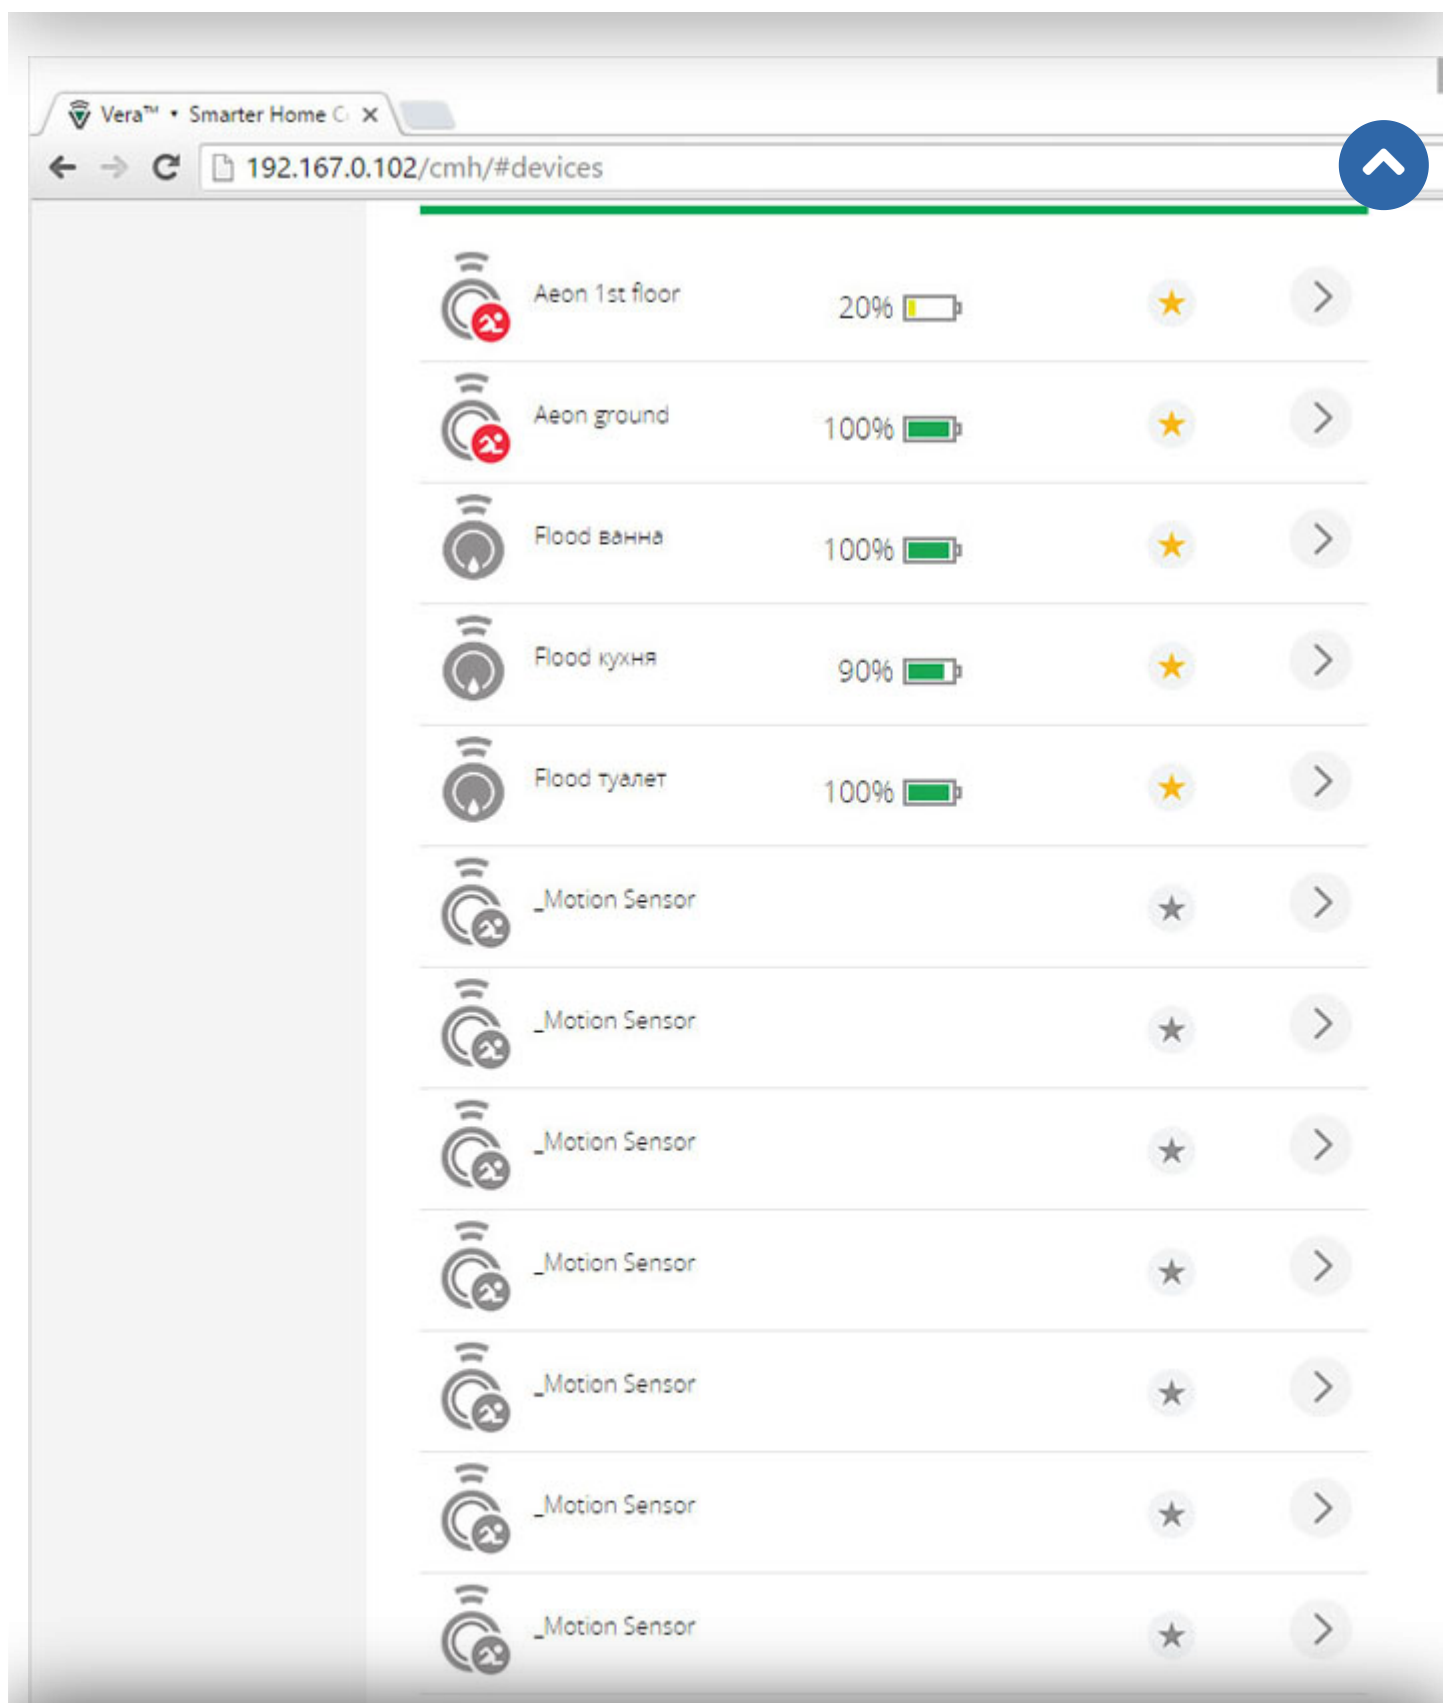 Vera™ • Smarter Home C
192.167.0.102/cmh/#devices
Aeon 1st floor
20%
Aeon ground
100%
Flood ванна
100%
Flood кухня
90%
Flood туалет
100%
_Motion Sensor
_Motion Sensor
_Motion Sensor
_Motion Sensor
_Motion Sensor
_Motion Sensor
_Motion Sensor